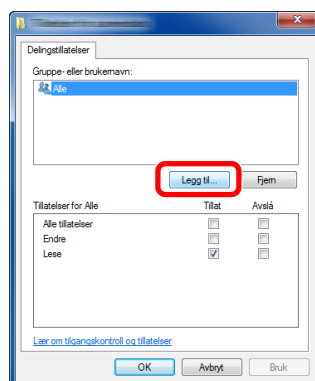 Delingstillatelser
Gruppe- eller brukernavn:
Alle
Legg til... Fjern
Tillatelser for Alle Tillat Avslå
Alle tillatelser
Endre
Lese
Lær om tilgangskontroll og tillatelser
OK Avbryt Bruk